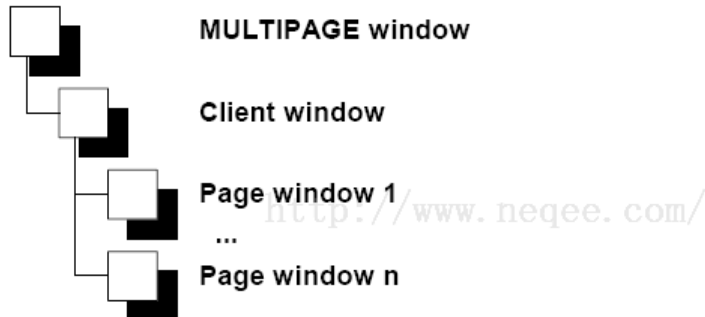 MULTIPAGE window
Client window
Page window 1
http://www.neqee.com/
...
Page window n